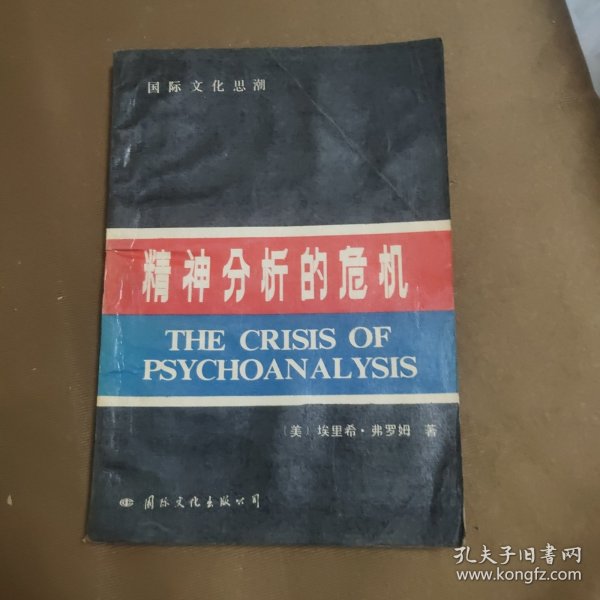 国际文化思潮
精神分析的危机
THE CRISIS OF
PSYCHOANALYSIS
〔美〕埃里希·弗罗姆 著
国际文化出版公司
孔夫子旧书网
www.kongfz.com